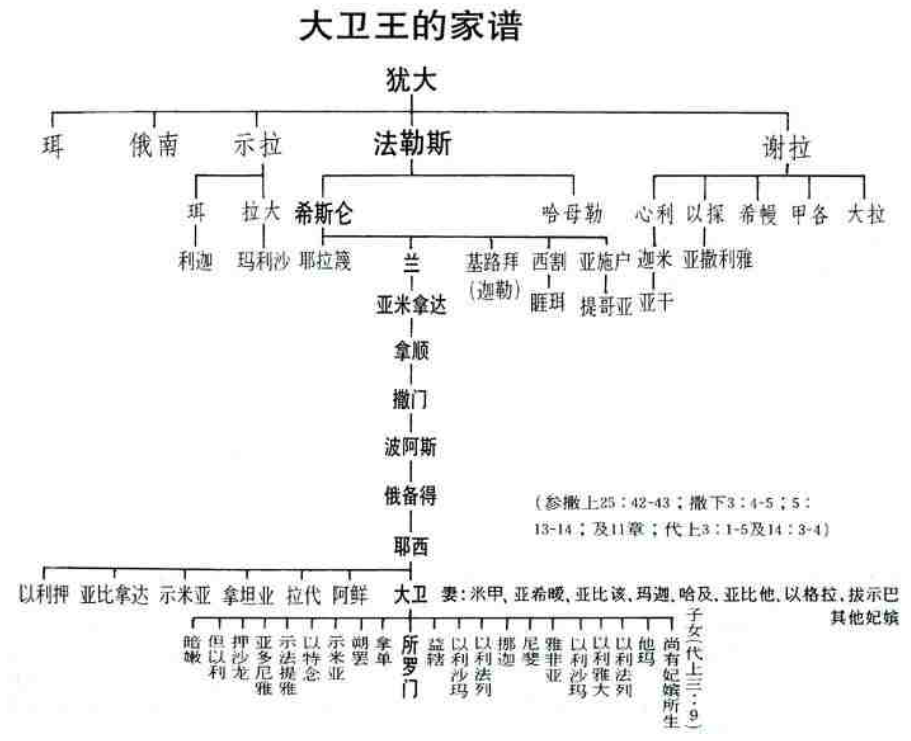 大卫王的家谱
犹大
珥 俄南 示拉 法勒斯 谢拉
珥 拉大 希斯仑 哈母勒 心利 以探 希幔 甲各 大拉
利迦 玛利沙 耶拉篾 兰 基路拜 西割 亚施户 迦米 亚撒利雅
(迦勒) 睚珥 提哥亚 亚干
亚米拿达
拿顺
撒门
波阿斯
俄备得
(参撒上25：42-43；撒下3：4-5；5：
13-14；及11章；代上3：1-5及14：3-4)
耶西
以利押 亚比拿达 示米亚 拿坦业 拉代 阿鲜 大卫 妻：米甲、亚希暧、亚比该、玛迦、哈及、亚比他、以格拉、拔示巴
其他妃嫔
暗嫩
但以利
押沙龙
亚多尼雅
示法提雅
以特念
示米亚
朔罢
拿单
所罗门
益辖
以利沙玛
以利法列
挪迦
尼斐
雅菲亚
以利沙玛
以利雅大
以利法列
他玛
尚有妃嫔所生
子女(代上三：9)